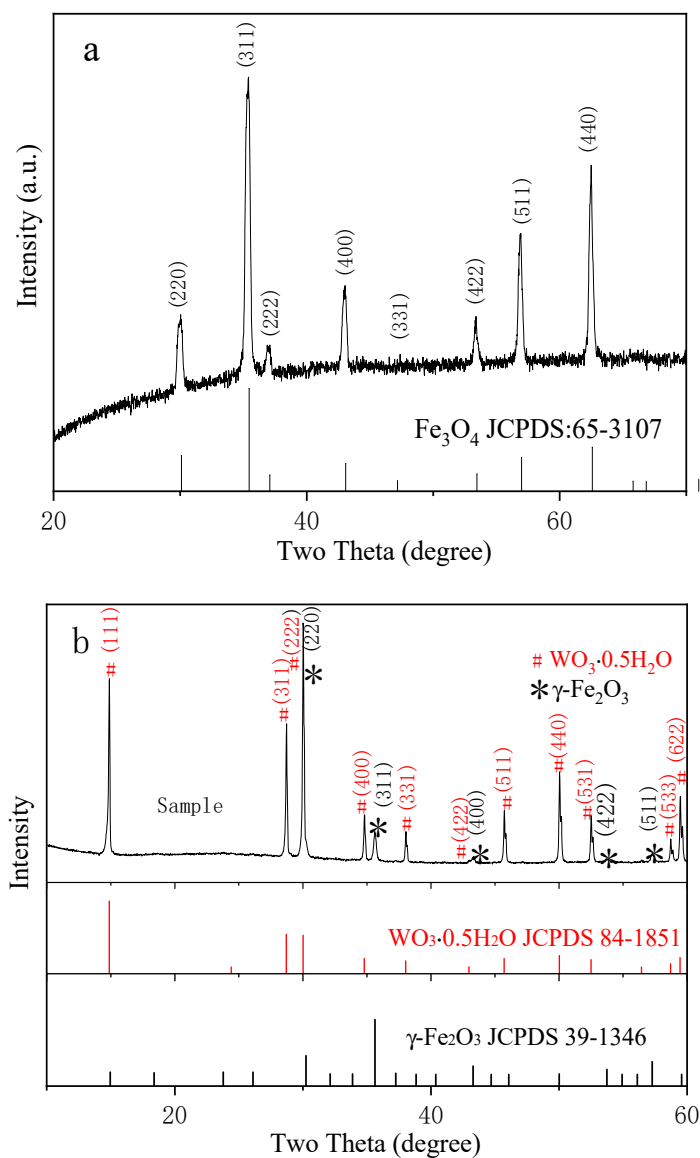 a
(220)
(311)
(222)
(400)
(331)
(422)
(511)
(440)
Intensity (a.u.)
Fe₃O₄ JCPDS:65-3107
20
40
60
Two Theta (degree)
b
# (111)
# (311)
# (222)
(220)
*
# WO₃·0.5H₂O
* γ-Fe₂O₃
# (400)
(311)
*
# (331)
# (422)
(400)
*
# (511)
# (440)
# (531)
(422)
*
(511)
*
# (533)
# (622)
Sample
Intensity
WO₃·0.5H₂O JCPDS 84-1851
γ-Fe₂O₃ JCPDS 39-1346
20
40
60
Two Theta (degree)